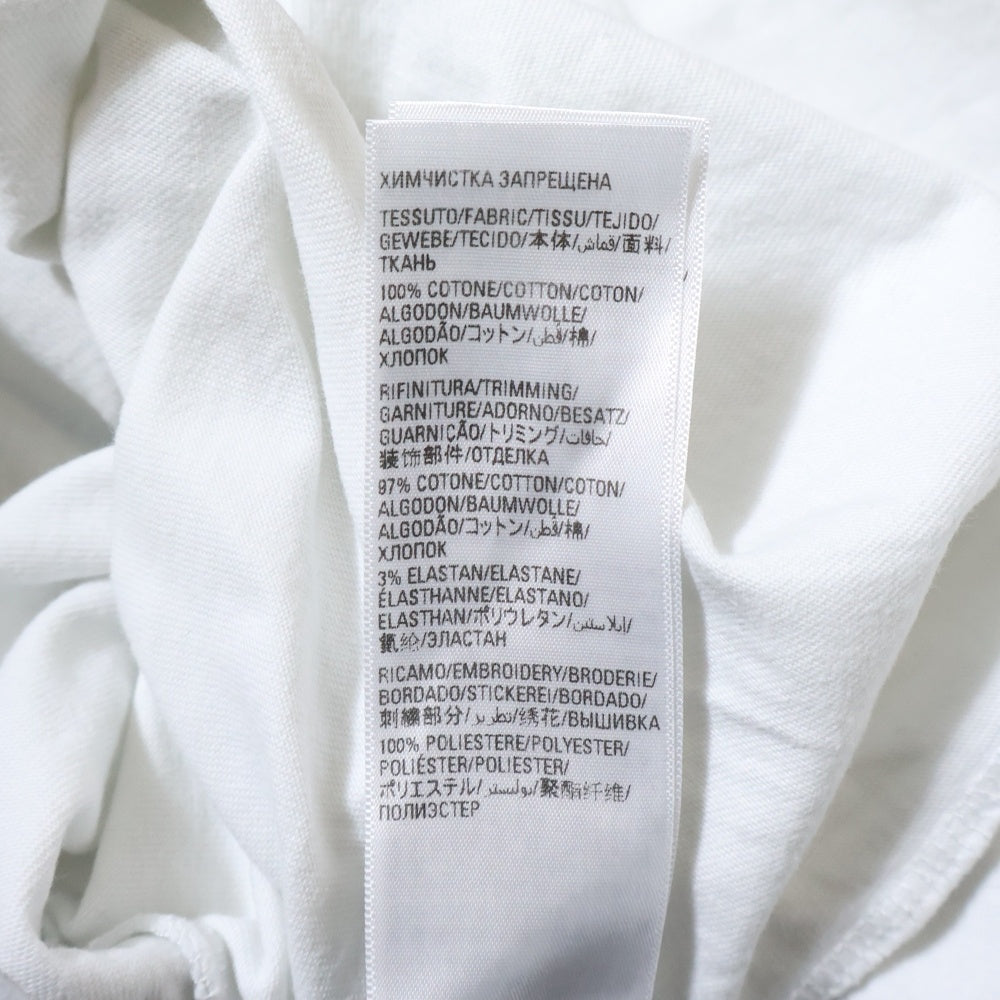 ХИМЧИСТКА ЗАПРЕЩЕНА
TESSUTO/FABRIC/TISSU/TEJIDO/
GEWEBE/TECIDO/本体/قماش/面料/
ТКАНЬ
100% COTONE/COTTON/COTON/
ALGODON/BAUMWOLLE/
ALGODÃO/コットン/قطن/棉/
ХЛОПОК
RIFINITURA/TRIMMING/
GARNITURE/ADORNO/BESATZ/
GUARNIÇÃO/トリミング/حافات/
装饰部件/ОТДЕЛКА
97% COTONE/COTTON/COTON/
ALGODON/BAUMWOLLE/
ALGODÃO/コットン/قطن/棉/
ХЛОПОК
3% ELASTAN/ELASTANE/
ÉLASTHANNE/ELASTANO/
ELASTHAN/ポリウレタン/إيلاستين/
氨纶/ЭЛАСТАН
RICAMO/EMBROIDERY/BRODERIE/
BORDADO/STICKEREI/BORDADO/
刺繍部分/تطريز/绣花/ВЫШИВКА
100% POLIESTERE/POLYESTER/
POLIÉSTER/POLIESTER/
ポリエステル/بوليستر/聚酯纤维/
ПОЛИЭСТЕР